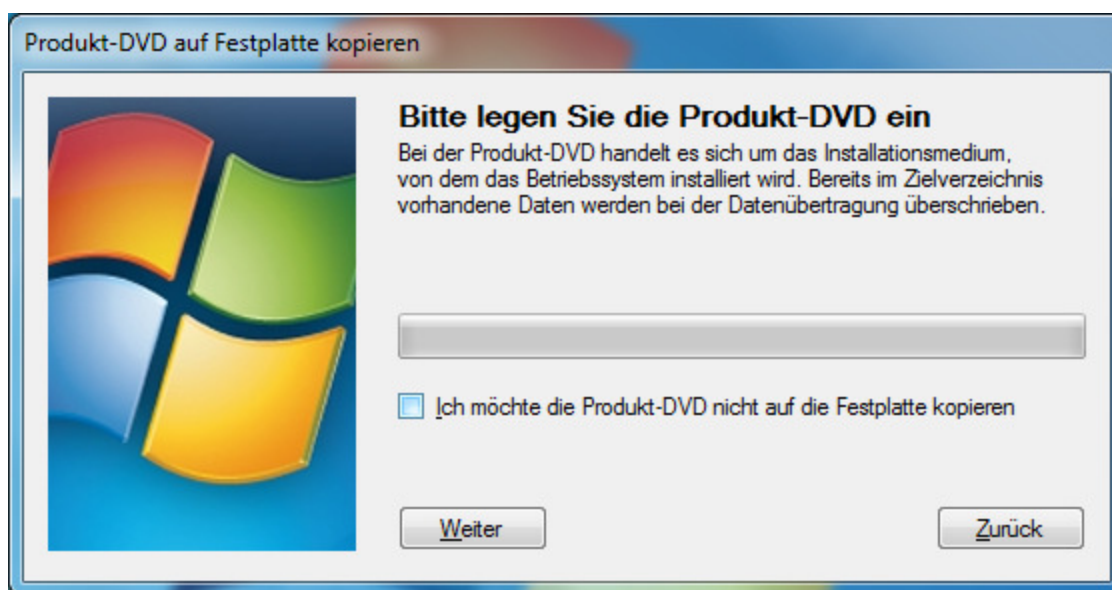 Produkt-DVD auf Festplatte kopieren
Bitte legen Sie die Produkt-DVD ein
Bei der Produkt-DVD handelt es sich um das Installationsmedium,
von dem das Betriebssystem installiert wird. Bereits im Zielverzeichnis
vorhandene Daten werden bei der Datenübertragung überschrieben.
Ich möchte die Produkt-DVD nicht auf die Festplatte kopieren
Weiter
Zurück